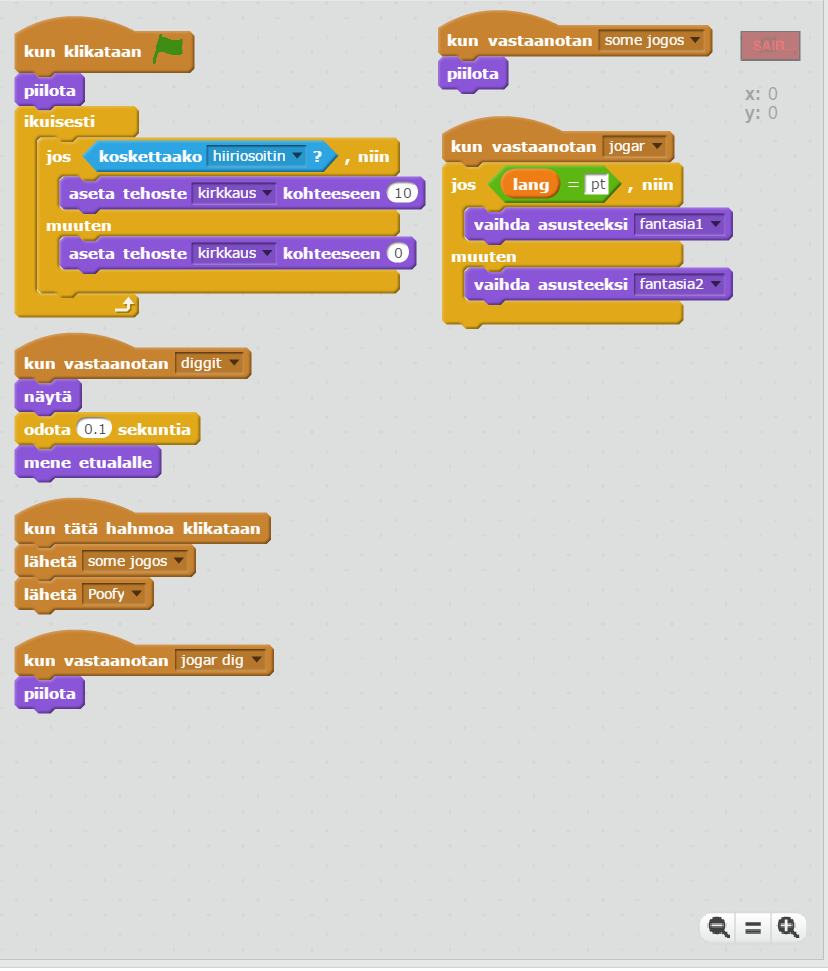 kun klikataan
piilota
ikuisesti
jos koskettaako hiiriosoitin ? , niin
aseta tehoste kirkkaus kohteeseen 10
muuten
aseta tehoste kirkkaus kohteeseen 0
kun vastaanotan diggit
näytä
odota 0.1 sekuntia
mene etualalle
kun tätä hahmoa klikataan
lähetä some jogos
lähetä Poofy
kun vastaanotan jogar dig
piilota
kun vastaanotan some jogos
piilota
kun vastaanotan jogar
jos lang = pt , niin
vaihda asusteeksi fantasia1
muuten
vaihda asusteeksi fantasia2
SAIR
x: 0
y: 0